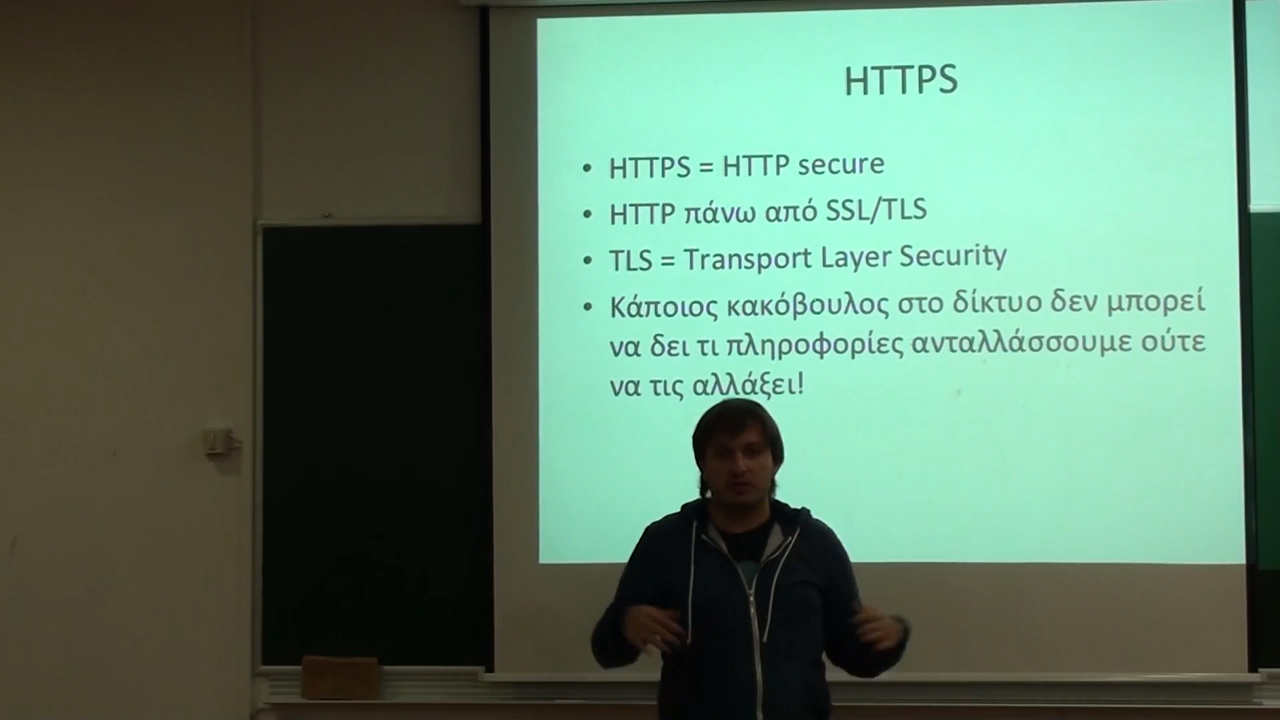 HTTPS
• HTTPS = HTTP secure
• HTTP πάνω από SSL/TLS
• TLS = Transport Layer Security
• Κάποιος κακόβουλος στο δίκτυο δεν μπορεί
να δει τι πληροφορίες ανταλλάσσουμε ούτε
να τις αλλάξει!